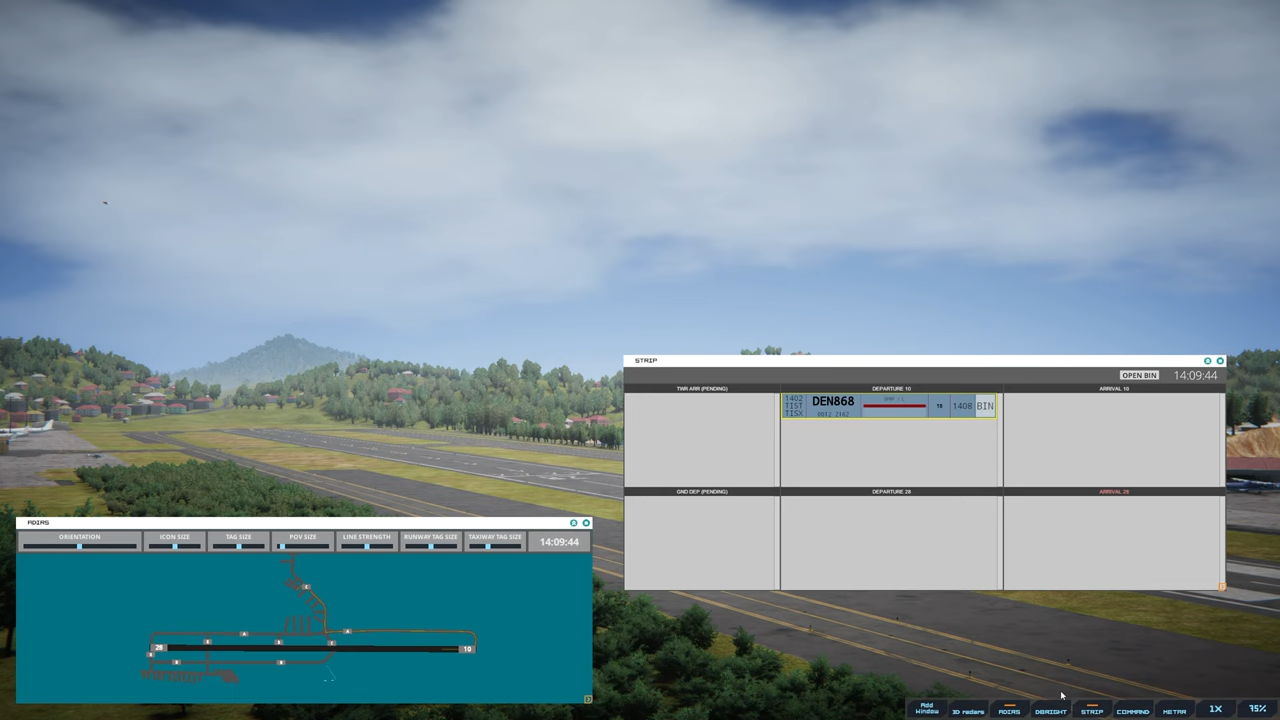 STRIP
OPEN BIN
14:09:44
TWR ARR (PENDING)
DEPARTURE 10
ARRIVAL 10
1402
TIST
TISX
DEN868
0012 2102
10
1408
BIN
GND DEP (PENDING)
DEPARTURE 28
ARRIVAL 28
ADIRS
ORIENTATION
ICON SIZE
TAG SIZE
POV SIZE
LINE STRENGTH
RUNWAY TAG SIZE
TAXIWAY TAG SIZE
14:09:44
A
A
28
10
Add
Window
3D radars
ADIRS
DBRIGHT
STRIP
COMMAND
METAR
1X
75%